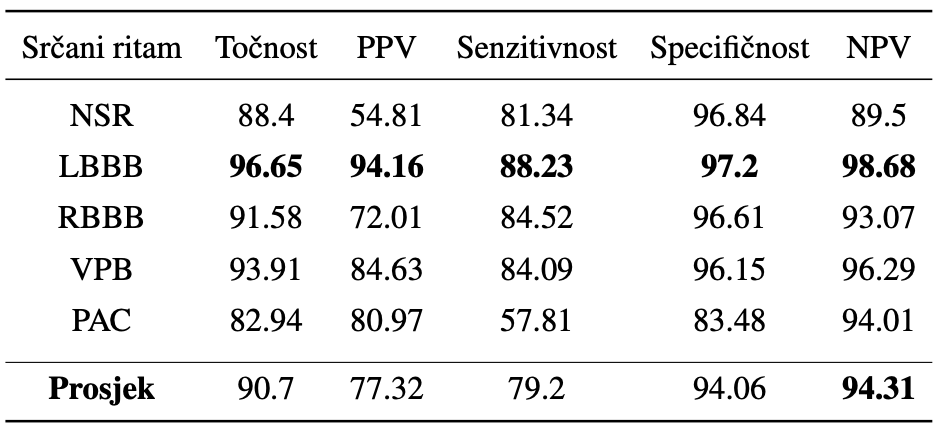 Srčani ritam Točnost PPV Senzitivnost Specifičnost NPV
NSR 88.4 54.81 81.34 96.84 89.5
LBBB 96.65 94.16 88.23 97.2 98.68
RBBB 91.58 72.01 84.52 96.61 93.07
VPB 93.91 84.63 84.09 96.15 96.29
PAC 82.94 80.97 57.81 83.48 94.01
Prosjek 90.7 77.32 79.2 94.06 94.31